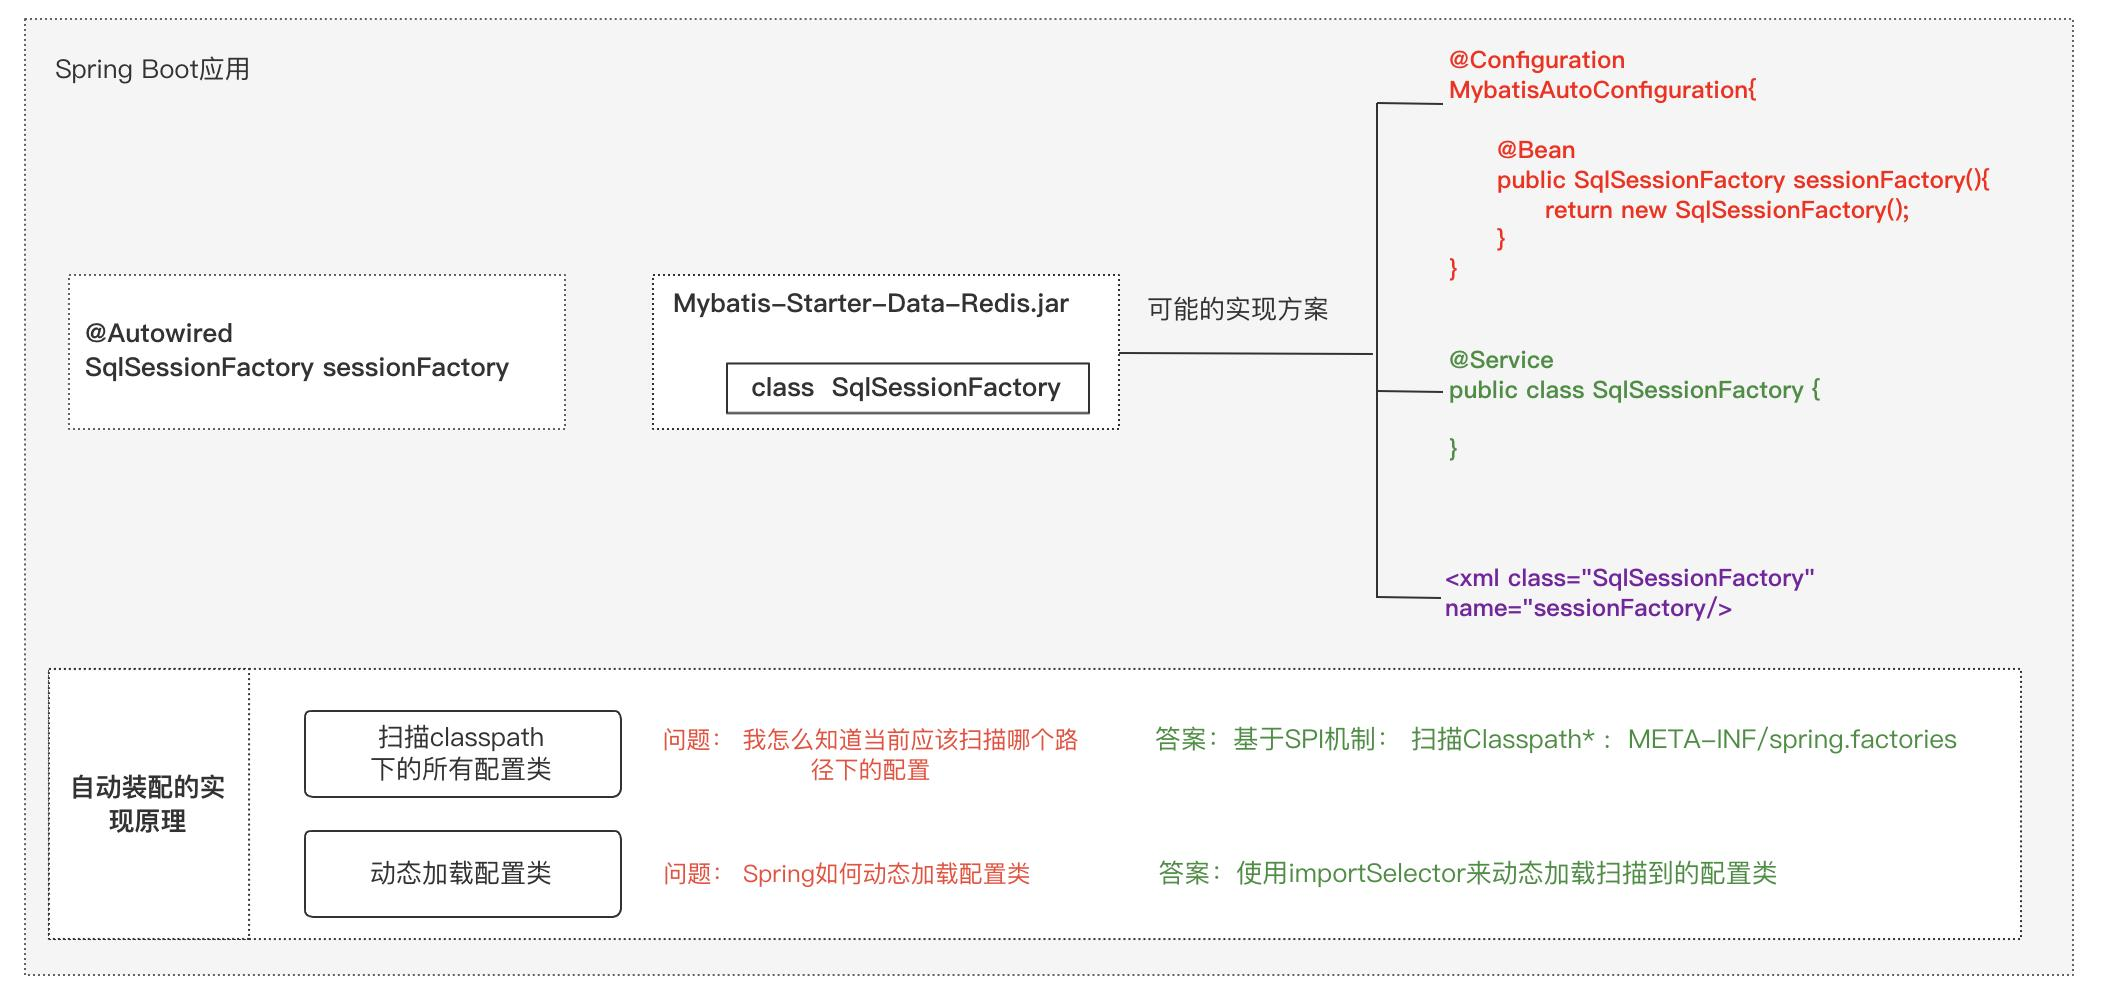 Spring Boot应用
@Autowired
SqlSessionFactory sessionFactory
Mybatis-Starter-Data-Redis.jar
class SqlSessionFactory
可能的实现方案
@Configuration
MybatisAutoConfiguration{
@Bean
public SqlSessionFactory sessionFactory(){
return new SqlSessionFactory();
}
}
@Service
public class SqlSessionFactory {
}
<xml class="SqlSessionFactory"
name="sessionFactory/>
自动装配的实
现原理
扫描classpath
下的所有配置类
问题： 我怎么知道当前应该扫描哪个路
径下的配置
答案：基于SPI机制： 扫描Classpath*： META-INF/spring.factories
动态加载配置类
问题： Spring如何动态加载配置类
答案：使用importSelector来动态加载扫描到的配置类